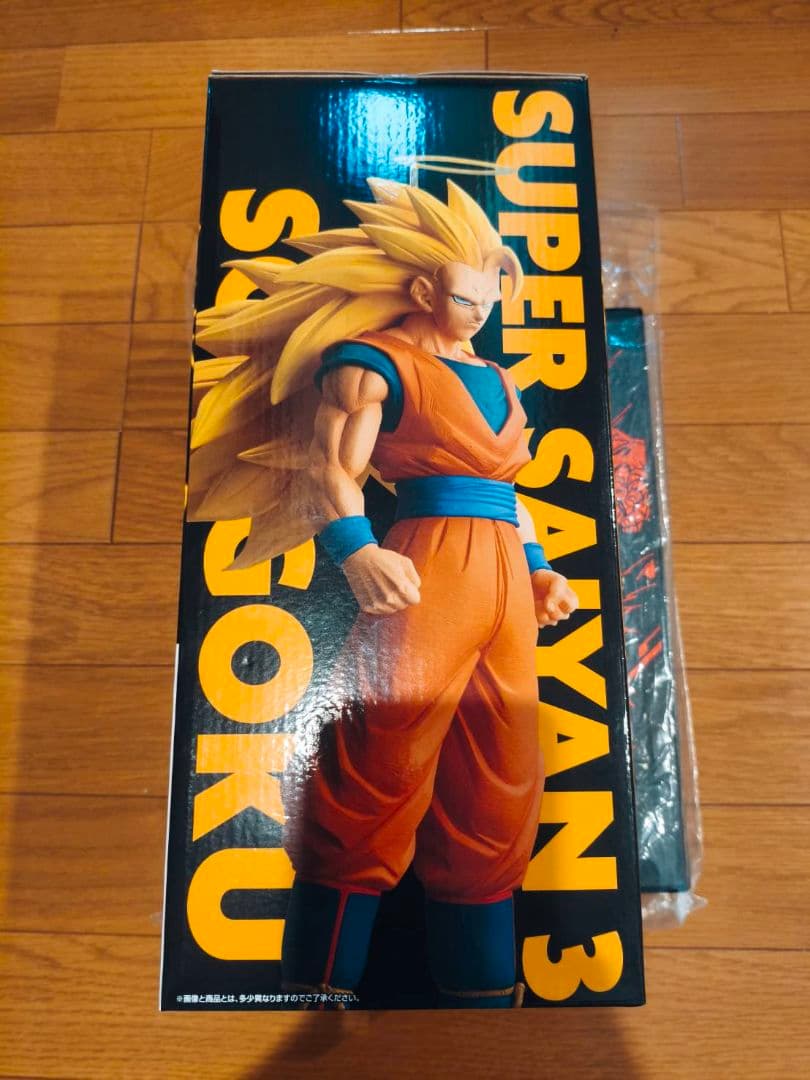 SUPER SAIYAN 3
SON GOKU
※画像と商品とは、多少異なりますのでご了承ください。